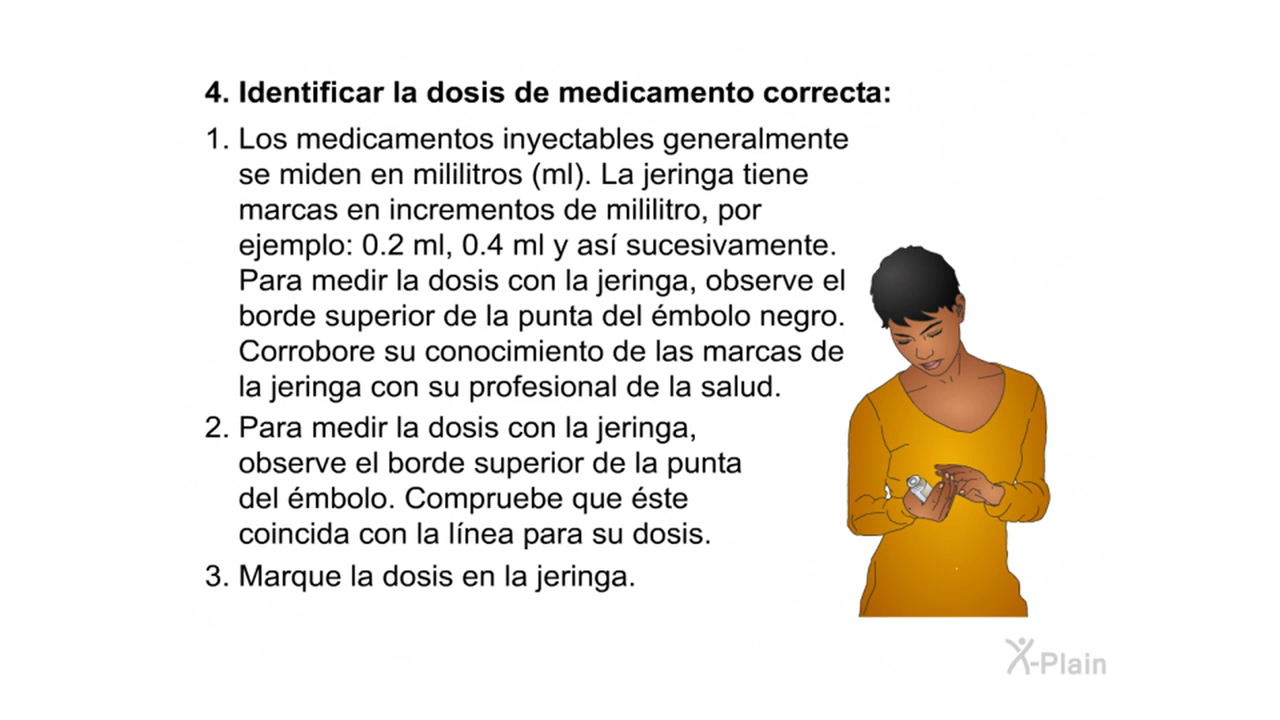 4. Identificar la dosis de medicamento correcta:
1. Los medicamentos inyectables generalmente
se miden en mililitros (ml). La jeringa tiene
marcas en incrementos de mililitro, por
ejemplo: 0.2 ml, 0.4 ml y así sucesivamente.
Para medir la dosis con la jeringa, observe el
borde superior de la punta del émbolo negro.
Corrobore su conocimiento de las marcas de
la jeringa con su profesional de la salud.
2. Para medir la dosis con la jeringa,
observe el borde superior de la punta
del émbolo. Compruebe que éste
coincida con la línea para su dosis.
3. Marque la dosis en la jeringa.
X-Plain